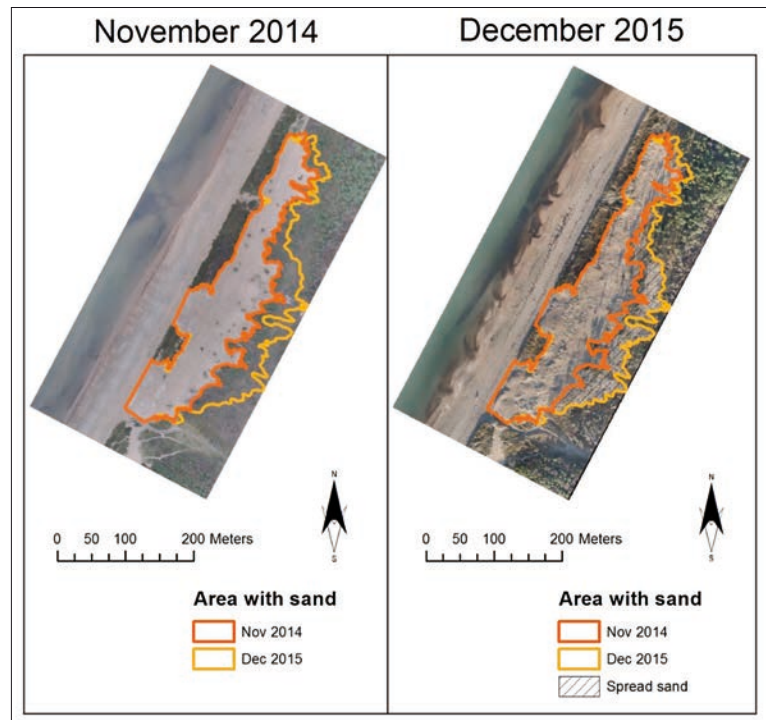 November 2014
December 2015
N
S
0 50 100 200 Meters
Area with sand
Nov 2014
Dec 2015
N
S
0 50 100 200 Meters
Area with sand
Nov 2014
Dec 2015
Spread sand